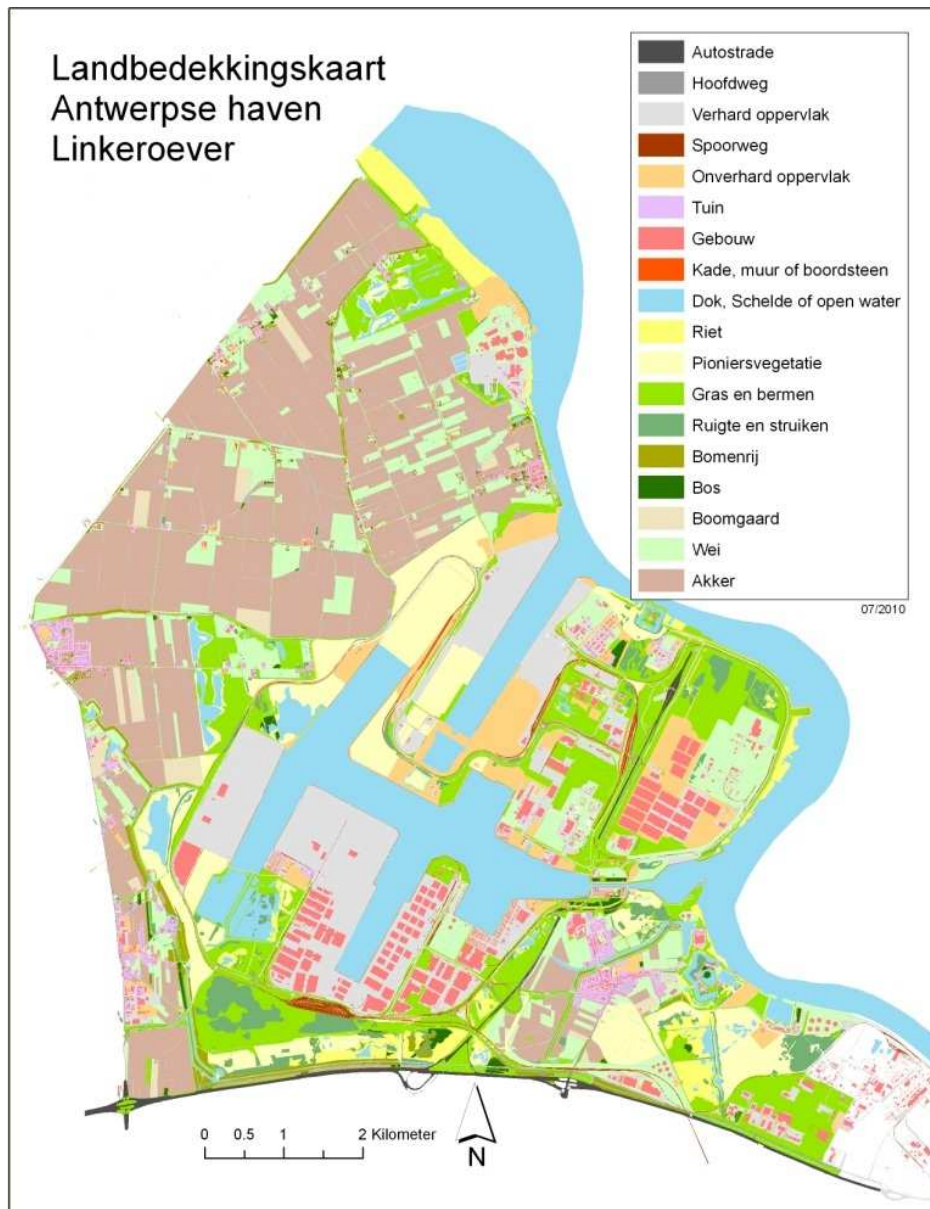 Landbedekkingskaart
Antwerpse haven
Linkeroever
Autostrade
Hoofdweg
Verhard oppervlak
Spoorweg
Onverhard oppervlak
Tuin
Gebouw
Kade, muur of boordsteen
Dok, Schelde of open water
Riet
Pioniersvegetatie
Gras en bermen
Ruigte en struiken
Bomenrij
Bos
Boomgaard
Wei
Akker
07/2010
0 0.5 1 2 Kilometer
N